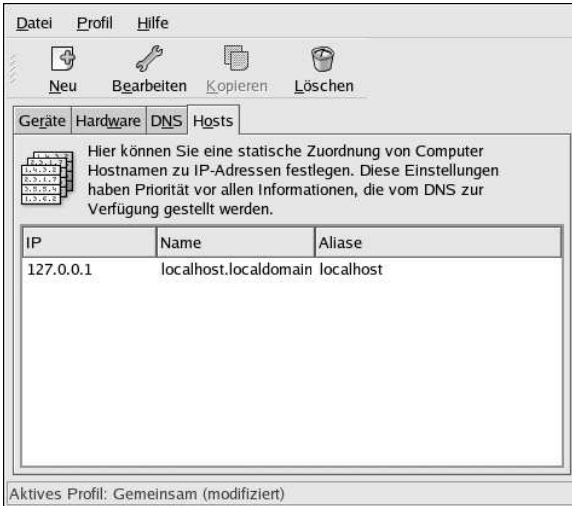 Datei Profil Hilfe
Neu Bearbeiten Kopieren Löschen
Geräte Hardware DNS Hosts
Hier können Sie eine statische Zuordnung von Computer
Hostnamen zu IP-Adressen festlegen. Diese Einstellungen
haben Priorität vor allen Informationen, die vom DNS zur
Verfügung gestellt werden.
IP Name Aliase
127.0.0.1 localhost.localdomain localhost
Aktives Profil: Gemeinsam (modifiziert)